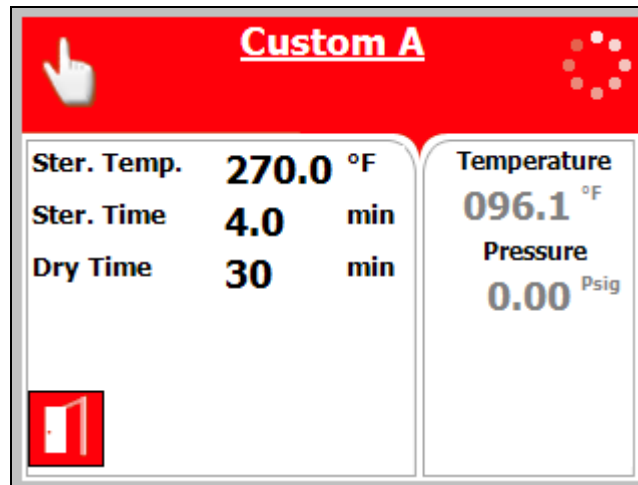 Custom A
Ster. Temp. 270.0 °F
Ster. Time 4.0 min
Dry Time 30 min
Temperature
096.1 °F
Pressure
0.00 Psig